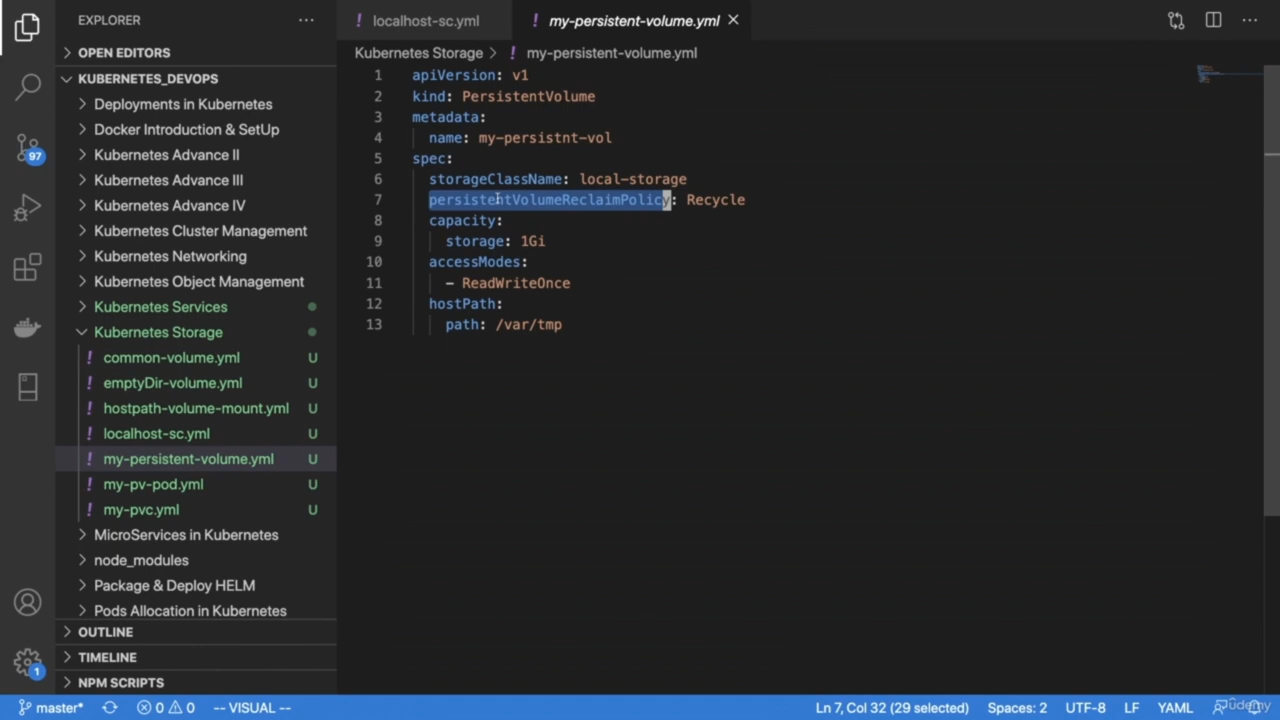 EXPLORER
OPEN EDITORS
KUBERNETES_DEVOPS
Deployments in Kubernetes
Docker Introduction & SetUp
Kubernetes Advance II
Kubernetes Advance III
Kubernetes Advance IV
Kubernetes Cluster Management
Kubernetes Networking
Kubernetes Object Management
Kubernetes Services
Kubernetes Storage
! common-volume.yml U
! emptyDir-volume.yml U
! hostpath-volume-mount.yml U
! localhost-sc.yml U
! my-persistent-volume.yml U
! my-pv-pod.yml U
! my-pvc.yml U
MicroServices in Kubernetes
node_modules
Package & Deploy HELM
Pods Allocation in Kubernetes
OUTLINE
TIMELINE
NPM SCRIPTS
97
1
! localhost-sc.yml
! my-persistent-volume.yml
Kubernetes Storage > ! my-persistent-volume.yml
1 apiVersion: v1
2 kind: PersistentVolume
3 metadata:
4 name: my-persistnt-vol
5 spec:
6 storageClassName: local-storage
7 persistentVolumeReclaimPolicy: Recycle
8 capacity:
9 storage: 1Gi
10 accessModes:
11 - ReadWriteOnce
12 hostPath:
13 path: /var/tmp
master* 0 0 -- VISUAL -- Ln 7, Col 32 (29 selected) Spaces: 2 UTF-8 LF YAML
Udemy